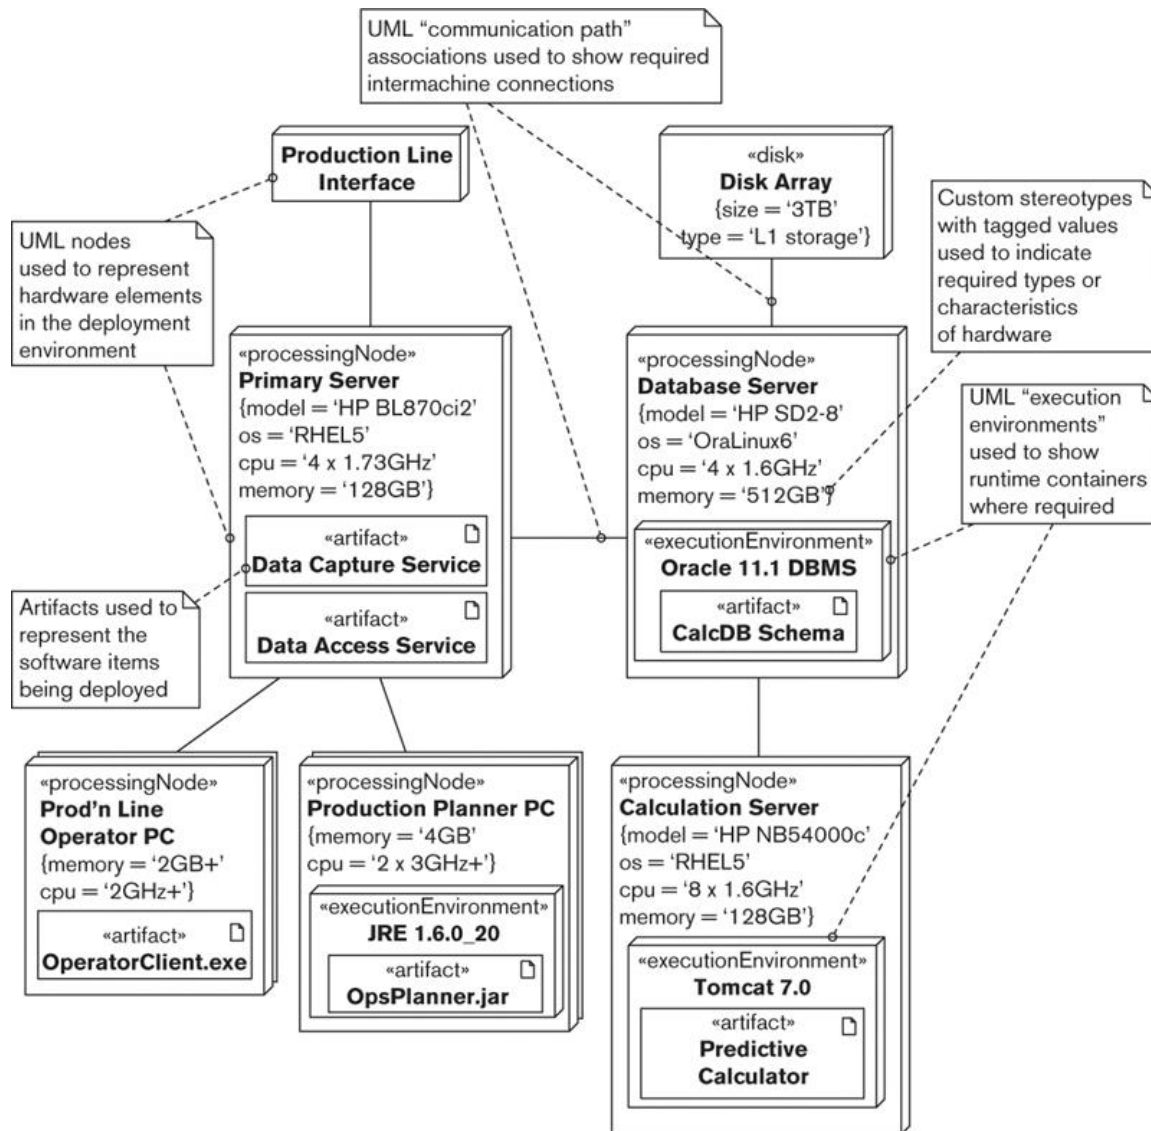 UML “communication path”
associations used to show required
intermachine connections
Production Line
Interface
«disk»
Disk Array
{size = ‘3TB’
type = ‘L1 storage’}
Custom stereotypes
with tagged values
used to indicate
required types or
characteristics
of hardware
UML nodes
used to represent
hardware elements
in the deployment
environment
«processingNode»
Primary Server
{model = ‘HP BL870ci2’
os = ‘RHEL5’
cpu = ‘4 x 1.73GHz’
memory = ‘128GB’}
«artifact»
Data Capture Service
«artifact»
Data Access Service
«processingNode»
Database Server
{model = ‘HP SD2-8’
os = ‘OraLinux6’
cpu = ‘4 x 1.6GHz’
memory = ‘512GB’}
«executionEnvironment»
Oracle 11.1 DBMS
«artifact»
CalcDB Schema
UML “execution
environments”
used to show
runtime containers
where required
Artifacts used to
represent the
software items
being deployed
«processingNode»
Prod’n Line
Operator PC
{memory = ‘2GB+’
cpu = ‘2GHz+’}
«artifact»
OperatorClient.exe
«processingNode»
Production Planner PC
{memory = ‘4GB’
cpu = ‘2 x 3GHz+’}
«executionEnvironment»
JRE 1.6.0_20
«artifact»
OpsPlanner.jar
«processingNode»
Calculation Server
{model = ‘HP NB54000c’
os = ‘RHEL5’
cpu = ‘8 x 1.6GHz’
memory = ‘128GB’}
«executionEnvironment»
Tomcat 7.0
«artifact»
Predictive
Calculator